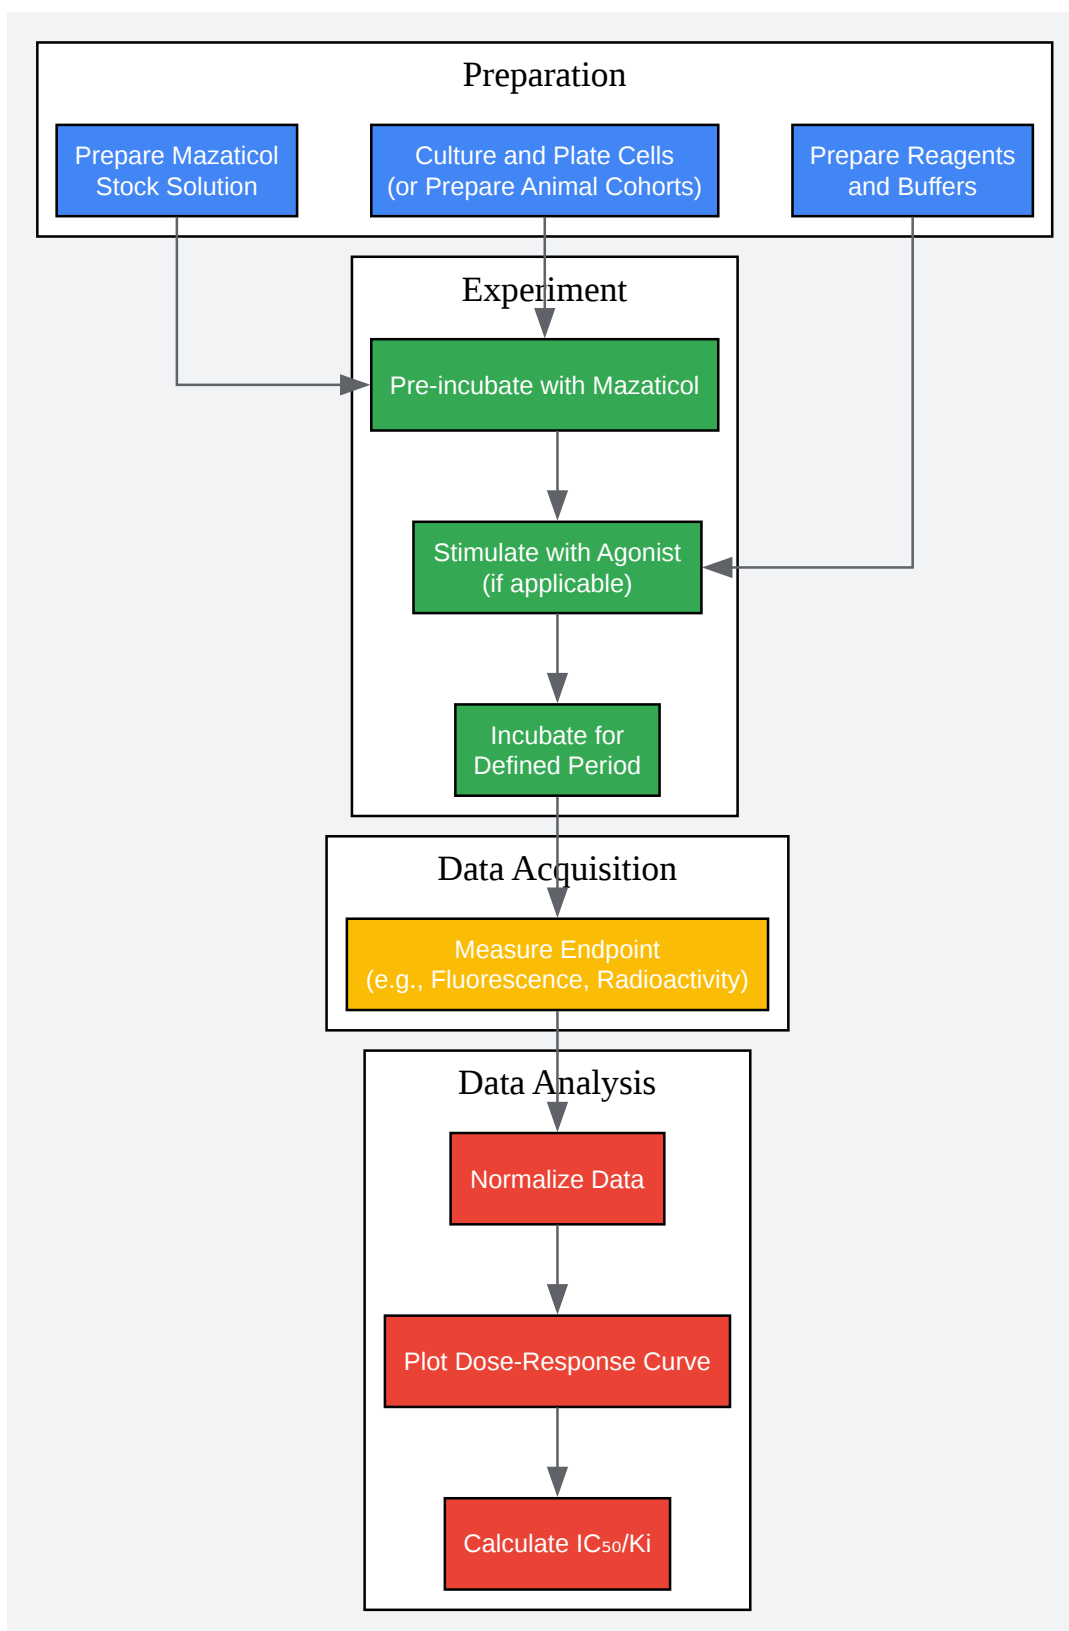 Preparation
Prepare Mazaticol
Stock Solution
Culture and Plate Cells
(or Prepare Animal Cohorts)
Prepare Reagents
and Buffers
Experiment
Pre-incubate with Mazaticol
Stimulate with Agonist
(if applicable)
Incubate for
Defined Period
Data Acquisition
Measure Endpoint
(e.g., Fluorescence, Radioactivity)
Data Analysis
Normalize Data
Plot Dose-Response Curve
Calculate IC₅₀/Ki